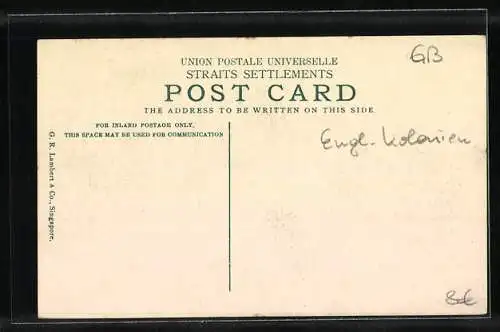 GB
UNION POSTALE UNIVERSELLE
STRAITS SETTLEMENTS
POST CARD
THE ADDRESS TO BE WRITTEN ON THIS SIDE.
FOR INLAND POSTAGE ONLY,
THIS SPACE MAY BE USED FOR COMMUNICATION
Engl. Kolonien
G. R. Lambert & Co., Singapore.
8€